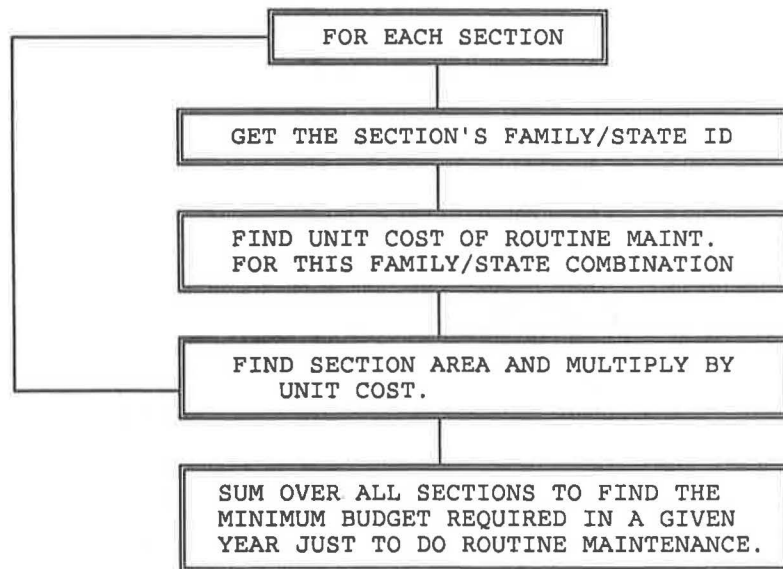 FOR EACH SECTION
GET THE SECTION'S FAMILY/STATE ID
FIND UNIT COST OF ROUTINE MAINT.
FOR THIS FAMILY/STATE COMBINATION
FIND SECTION AREA AND MULTIPLY BY
UNIT COST.
SUM OVER ALL SECTIONS TO FIND THE
MINIMUM BUDGET REQUIRED IN A GIVEN
YEAR JUST TO DO ROUTINE MAINTENANCE.